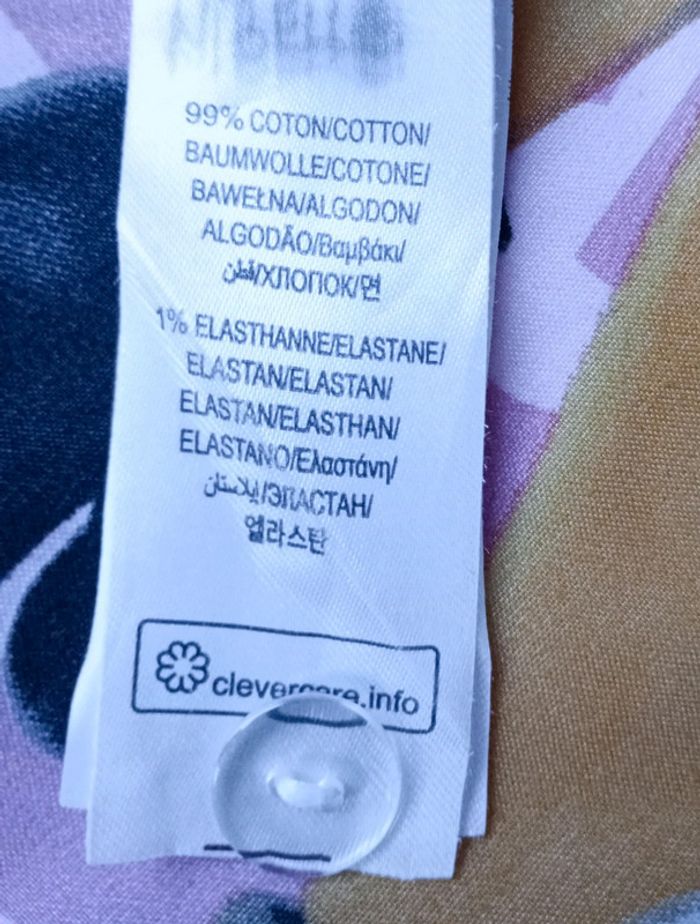 99% COTON/COTTON/
BAUMWOLLE/COTONE/
BAWEŁNA/ALGODON/
ALGODÃO/Βαμβάκι/
قطن/ХЛОПОК/면
1% ELASTHANNE/ELASTANE/
ELASTAN/ELASTAN/
ELASTAN/ELASTHAN/
ELASTANO/Ελαστάνη/
إيلاستان/ЭЛАСТАН/
엘라스탄
clevercare.info